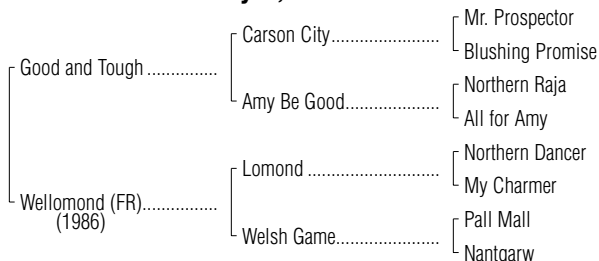 Mr. Prospector
Carson City
Blushing Promise
Good and Tough
Northern Raja
Amy Be Good
All for Amy
Northern Dancer
Lomond
My Charmer
Wellomond (FR)
(1986)
Pall Mall
Welsh Game
Nantgarw